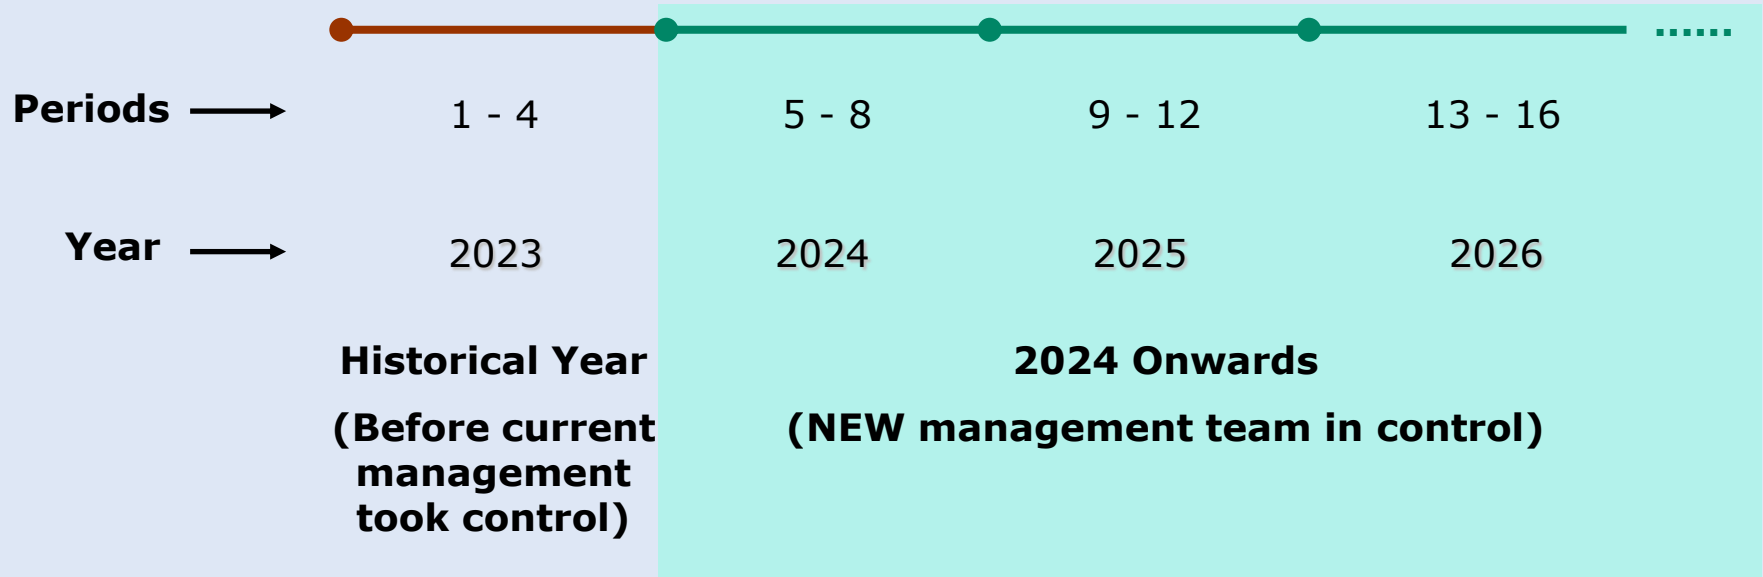 Periods 1 - 4 5 - 8 9 - 12 13 - 16
Year 2023 2024 2025 2026
Historical Year 2024 Onwards
(Before current (NEW management team in control)
management
took control)